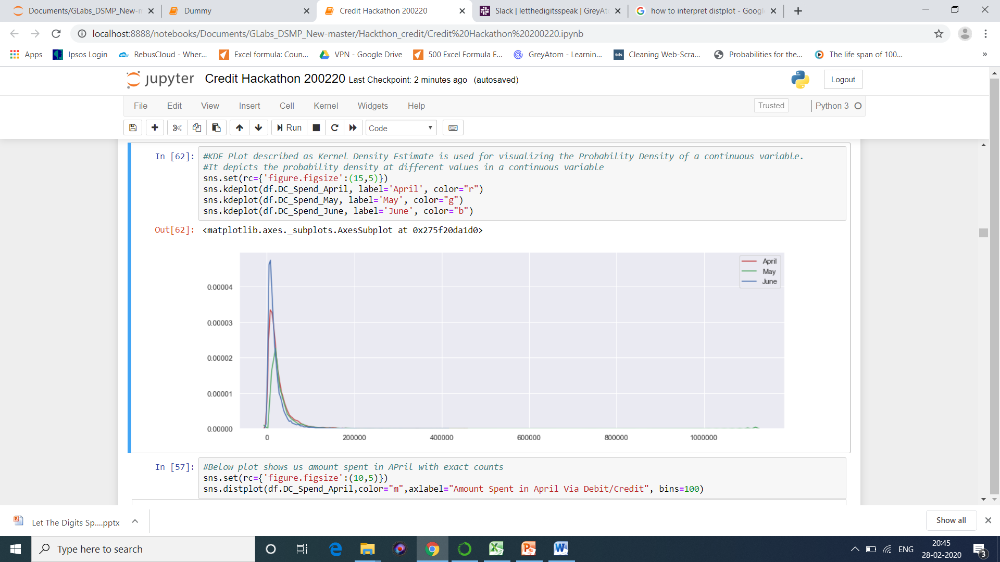 Documents/GLabs_DSMP_New-m
Dummy
Credit Hackathon 200220
Slack | letthedigitsspeak | GreyAto
how to interpret distplot - Googl
localhost:8888/notebooks/Documents/GLabs_DSMP_New-master/Hackthon_credit/Credit%20Hackathon%20200220.ipynb
Apps
Ipsos Login
RebusCloud - Wher...
Excel formula: Coun...
VPN - Google Drive
500 Excel Formula E...
GreyAtom - Learnin...
tds
Cleaning Web-Scra...
Probabilities for the...
The life span of 100...
»
jupyter
Credit Hackathon 200220 Last Checkpoint: 2 minutes ago (autosaved)
Logout
File
Edit
View
Insert
Cell
Kernel
Widgets
Help
Trusted
Python 3
Run
Code
In [62]:
#KDE Plot described as Kernel Density Estimate is used for visualizing the Probability Density of a continuous variable.
#It depicts the probability density at different values in a continuous variable
sns.set(rc={'figure.figsize':(15,5)})
sns.kdeplot(df.DC_Spend_April, label='April', color="r")
sns.kdeplot(df.DC_Spend_May, label='May', color="g")
sns.kdeplot(df.DC_Spend_June, label='June', color="b")
Out[62]: <matplotlib.axes._subplots.AxesSubplot at 0x275f20da1d0>
April
May
June
0.00004
0.00003
0.00002
0.00001
0.00000
0
200000
400000
600000
800000
1000000
In [57]:
#Below plot shows us amount spent in APril with exact counts
sns.set(rc={'figure.figsize':(10,5)})
sns.distplot(df.DC_Spend_April,color="m",axlabel="Amount Spent in April Via Debit/Credit", bins=100)
Let The Digits Sp....pptx
Show all
Type here to search
ENG
20:45
28-02-2020
3